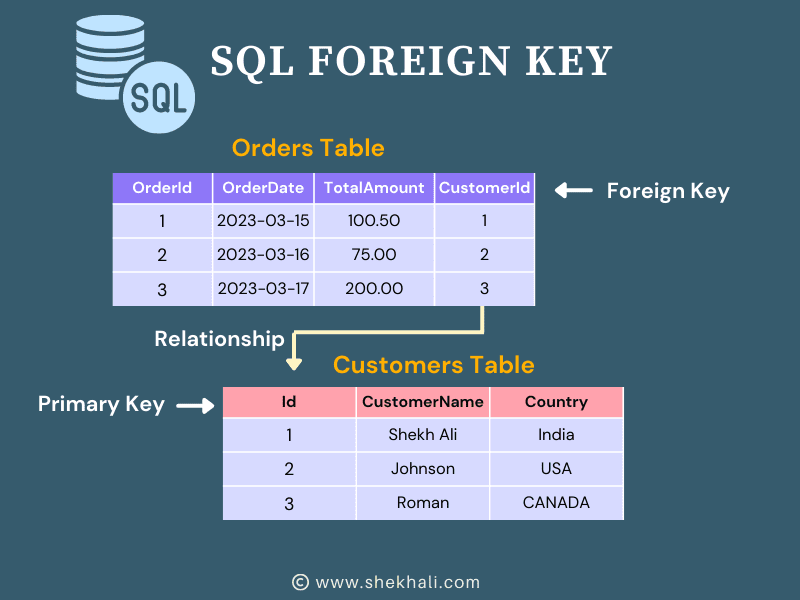 SQL FOREIGN KEY
SQL
Orders Table
OrderId OrderDate TotalAmount CustomerId
Foreign Key
1 2023-03-15 100.50 1
2 2023-03-16 75.00 2
3 2023-03-17 200.00 3
Relationship
Customers Table
Primary Key
Id CustomerName Country
1 Shekh Ali India
2 Johnson USA
3 Roman CANADA
© www.shekhali.com